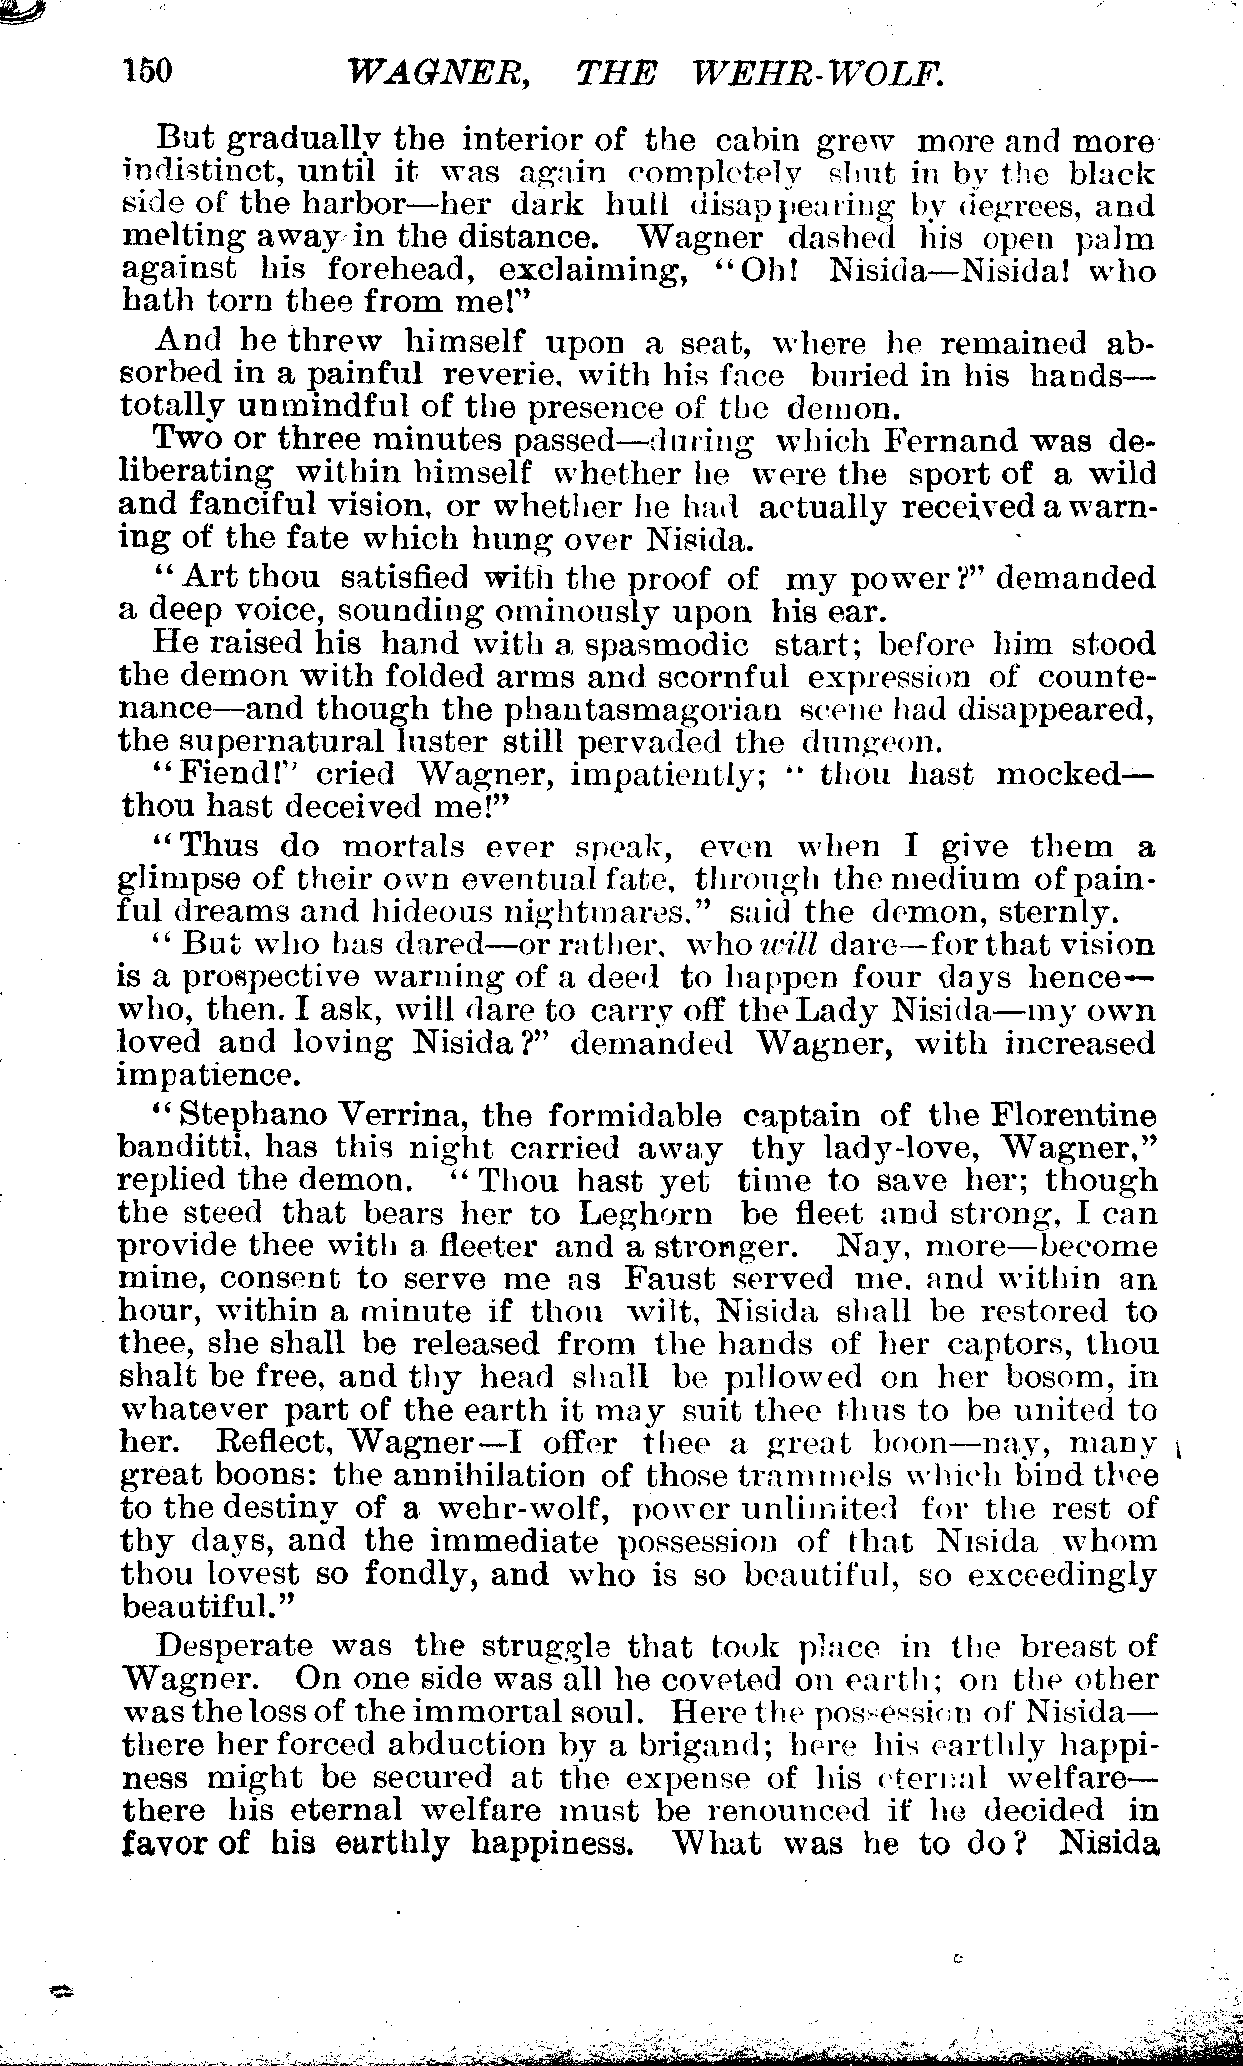 150 WAGNER, THE WEHR-WOLF.
But gradually the interior of the cabin grew more and more
indistinct, until it was again completely shut in by the black
side of the harbor—her dark hull disappearing by degrees, and
melting away in the distance. Wagner dashed his open palm
against his forehead, exclaiming, "Oh! Nisida—Nisida! who
hath torn thee from me!"
And he threw himself upon a seat, where he remained ab-
sorbed in a painful reverie, with his face buried in his hands—
totally unmindful of the presence of the demon.
Two or three minutes passed—during which Fernand was de-
liberating within himself whether he were the sport of a wild
and fanciful vision, or whether he had actually received a warn-
ing of the fate which hung over Nisida.
"Art thou satisfied with the proof of my power?" demanded
a deep voice, sounding ominously upon his ear.
He raised his hand with a spasmodic start; before him stood
the demon with folded arms and scornful expression of counte-
nance—and though the phantasmagorian scene had disappeared,
the supernatural luster still pervaded the dungeon.
"Fiend!" cried Wagner, impatiently; "thou hast mocked—
thou hast deceived me!"
"Thus do mortals ever speak, even when I give them a
glimpse of their own eventual fate, through the medium of pain-
ful dreams and hideous nightmares," said the demon, sternly.
"But who has dared—or rather, who will dare—for that vision
is a prospective warning of a deed to happen four days hence—
who, then. I ask, will dare to carry off the Lady Nisida—my own
loved and loving Nisida?" demanded Wagner, with increased
impatience.
"Stephano Verrina, the formidable captain of the Florentine
banditti, has this night carried away thy lady-love, Wagner,"
replied the demon. "Thou hast yet time to save her; though
the steed that bears her to Leghorn be fleet and strong, I can
provide thee with a fleeter and a stronger. Nay, more—become
mine, consent to serve me as Faust served me, and within an
hour, within a minute if thou wilt, Nisida shall be restored to
thee, she shall be released from the hands of her captors, thou
shalt be free, and thy head shall be pillowed on her bosom, in
whatever part of the earth it may suit thee thus to be united to
her. Reflect, Wagner—I offer thee a great boon—nay, many
great boons: the annihilation of those trammels which bind thee
to the destiny of a wehr-wolf, power unlimited for the rest of
thy days, and the immediate possession of that Nisida whom
thou lovest so fondly, and who is so beautiful, so exceedingly
beautiful."
Desperate was the struggle that took place in the breast of
Wagner. On one side was all he coveted on earth; on the other
was the loss of the immortal soul. Here the possession of Nisida—
there her forced abduction by a brigand; here his earthly happi-
ness might be secured at the expense of his eternal welfare—
there his eternal welfare must be renounced if he decided in
favor of his earthly happiness. What was he to do? Nisida